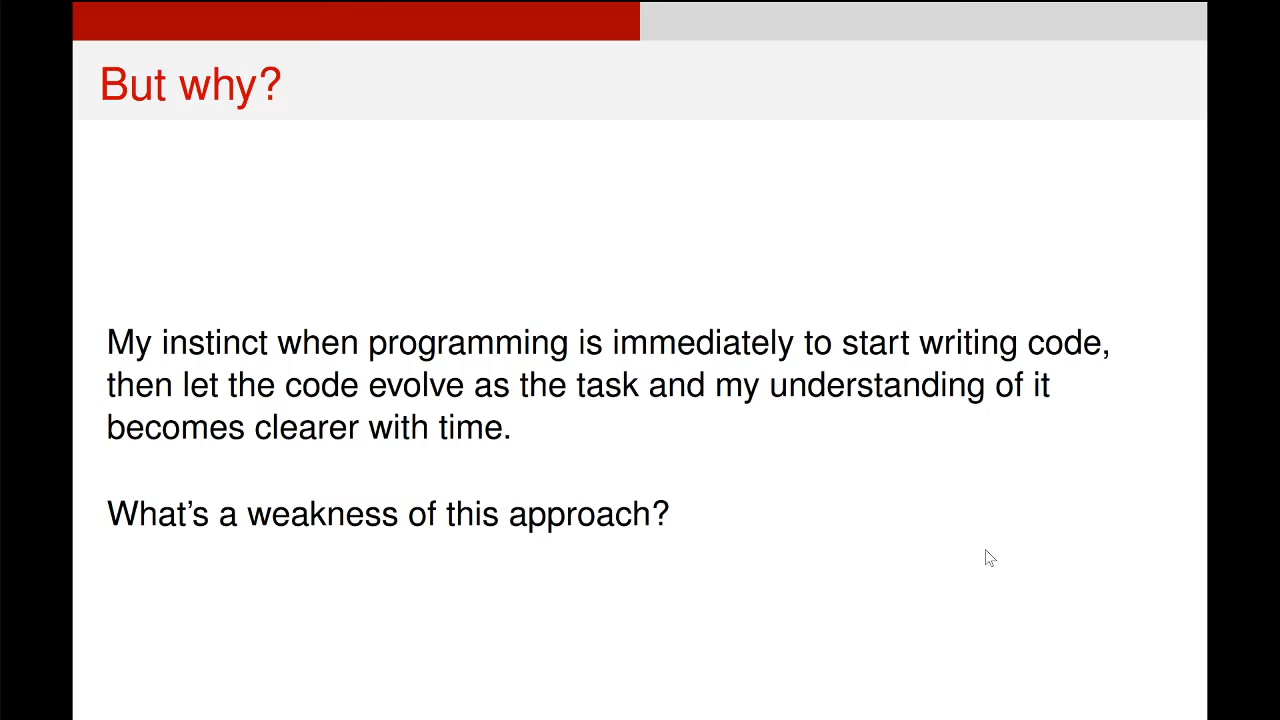 But why?
My instinct when programming is immediately to start writing code,
then let the code evolve as the task and my understanding of it
becomes clearer with time.
What's a weakness of this approach?